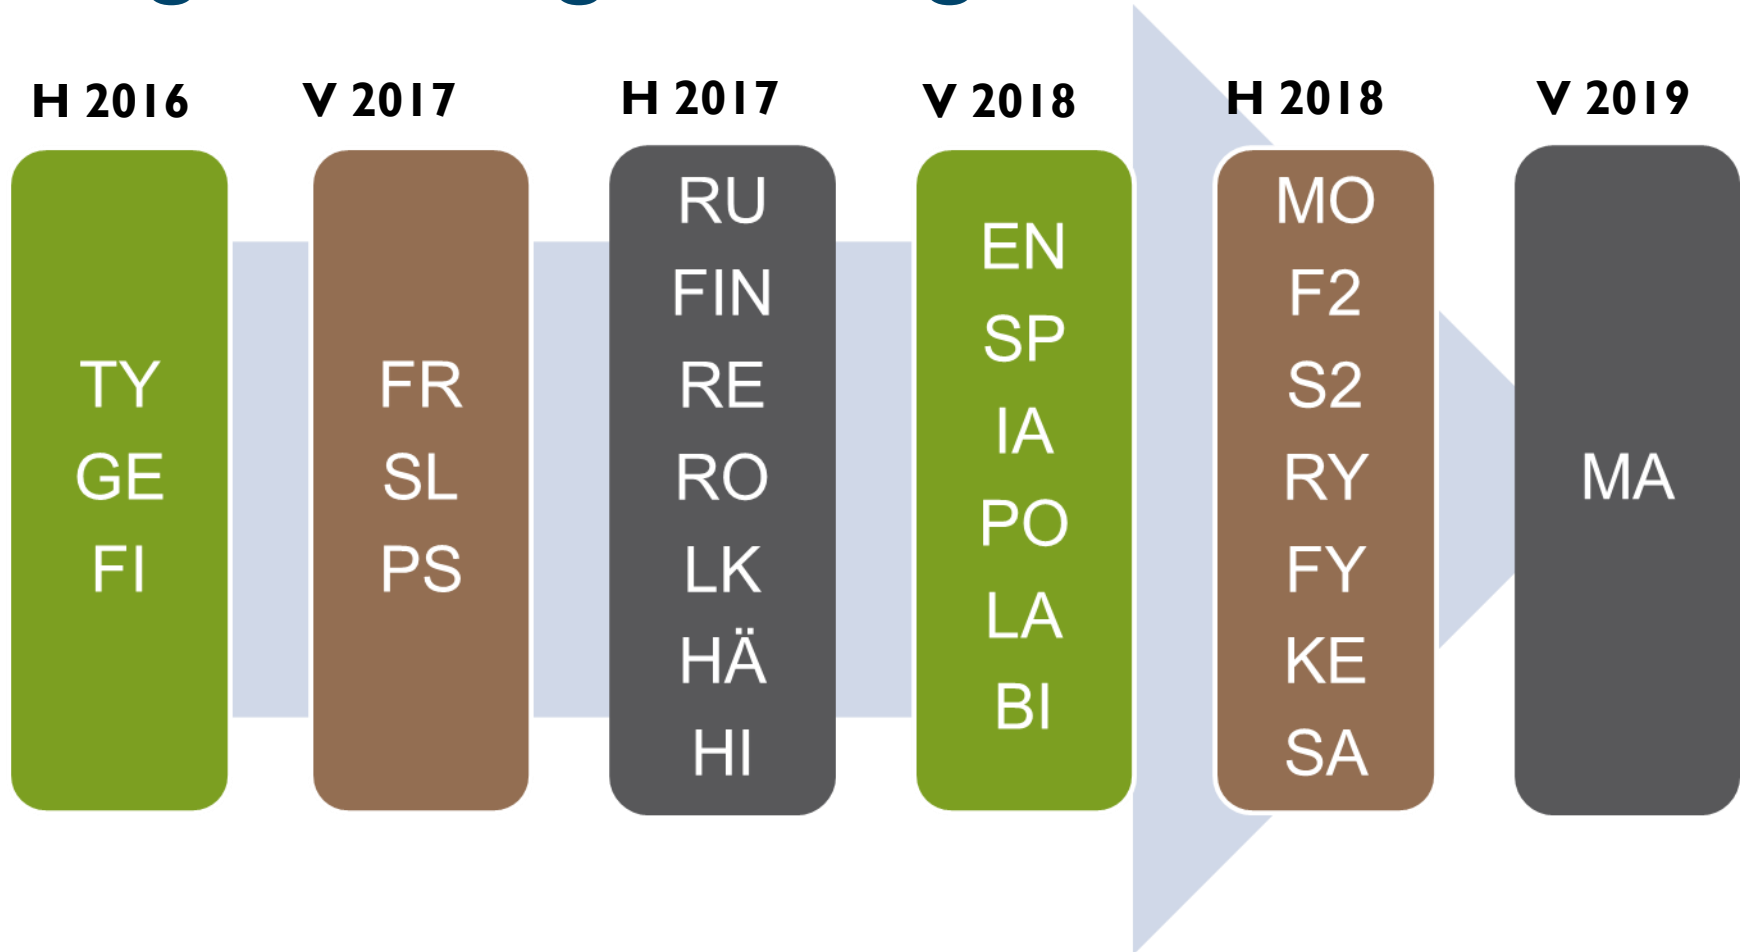 H 2016
V 2017
H 2017
V 2018
H 2018
V 2019
TY
GE
FI
FR
SL
PS
RU
FIN
RE
RO
LK
HÄ
HI
EN
SP
IA
PO
LA
BI
MO
F2
S2
RY
FY
KE
SA
MA